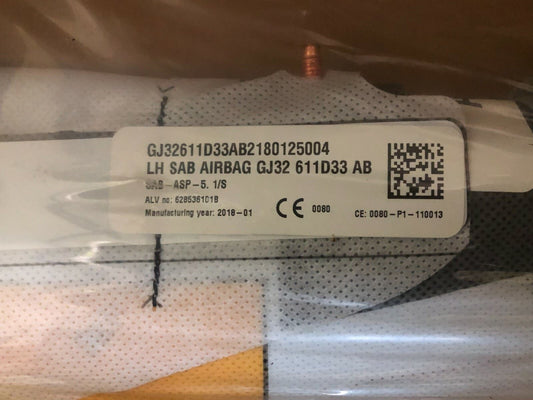 GJ32611D33AB2180125004
LH SAB AIRBAG GJ32 611D33 AB
SAB-ASP-5. 1/S
ALV no: 628536101B
Manufacturing year: 2018-01
CE 0080
CE: 0080-P1-110013